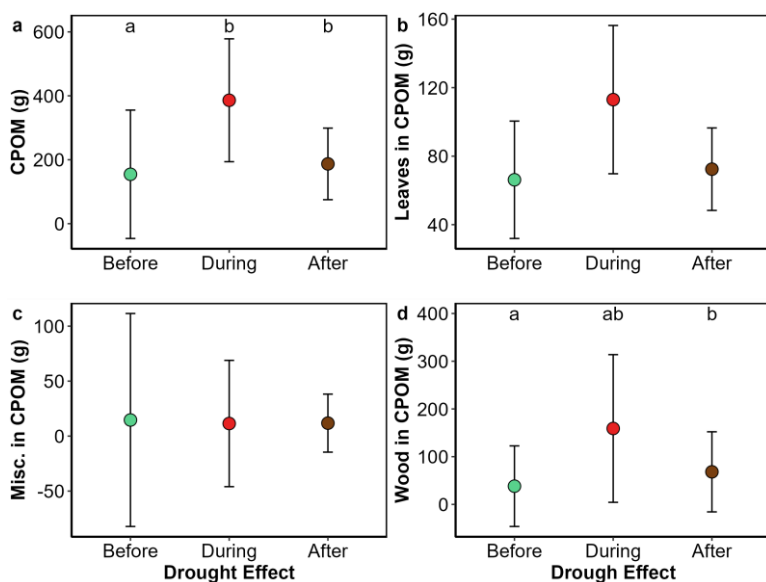 a
a b b
CPOM (g)
600
400
200
0
Before During After
b
Leaves in CPOM (g)
160
120
80
40
Before During After
c
Misc. in CPOM (g)
100
50
0
-50
Before During After
Drought Effect
d
a ab b
Wood in CPOM (g)
400
300
200
100
0
Before During After
Drough Effect